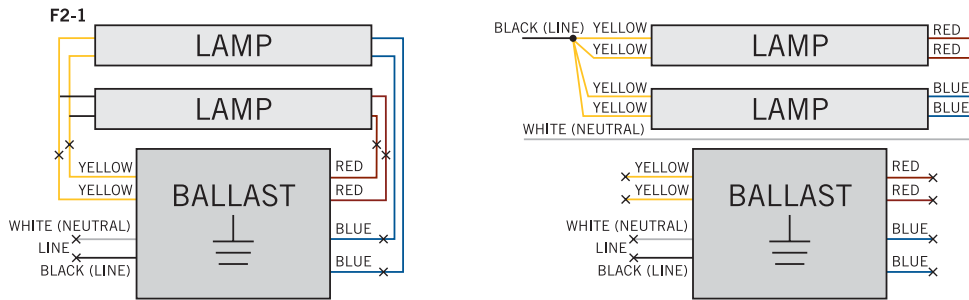 F2-1
LAMP
LAMP
YELLOW
YELLOW
RED
RED
BALLAST
WHITE (NEUTRAL)
LINE
BLACK (LINE)
BLUE
BLUE
BLACK (LINE)
YELLOW
YELLOW
LAMP
RED
RED
YELLOW
YELLOW
LAMP
BLUE
BLUE
WHITE (NEUTRAL)
YELLOW
YELLOW
RED
RED
BALLAST
WHITE (NEUTRAL)
LINE
BLACK (LINE)
BLUE
BLUE